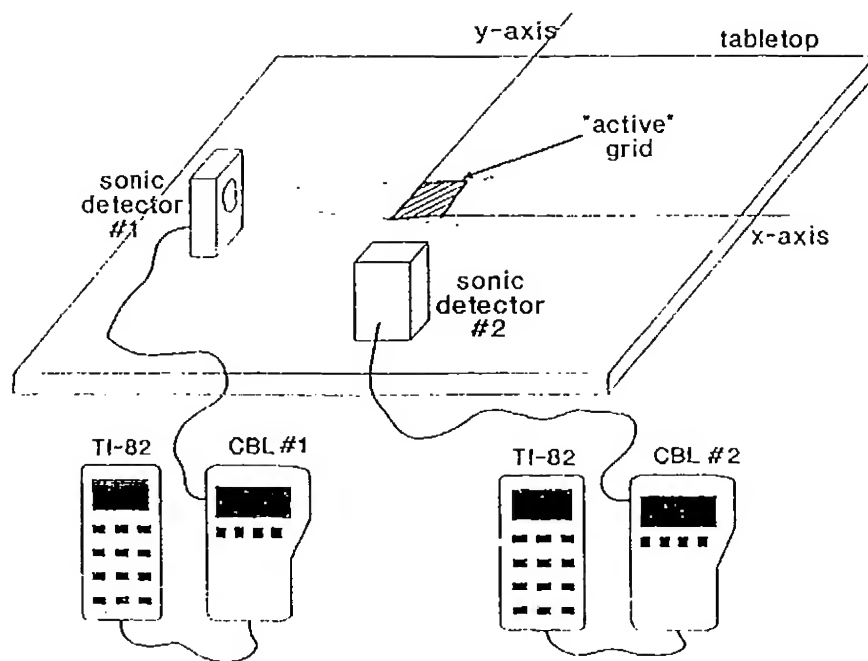 y-axis
tabletop
"active"
grid
sonic
detector
#1
x-axis
sonic
detector
#2
TI-82
CBL #1
TI-82
CBL #2